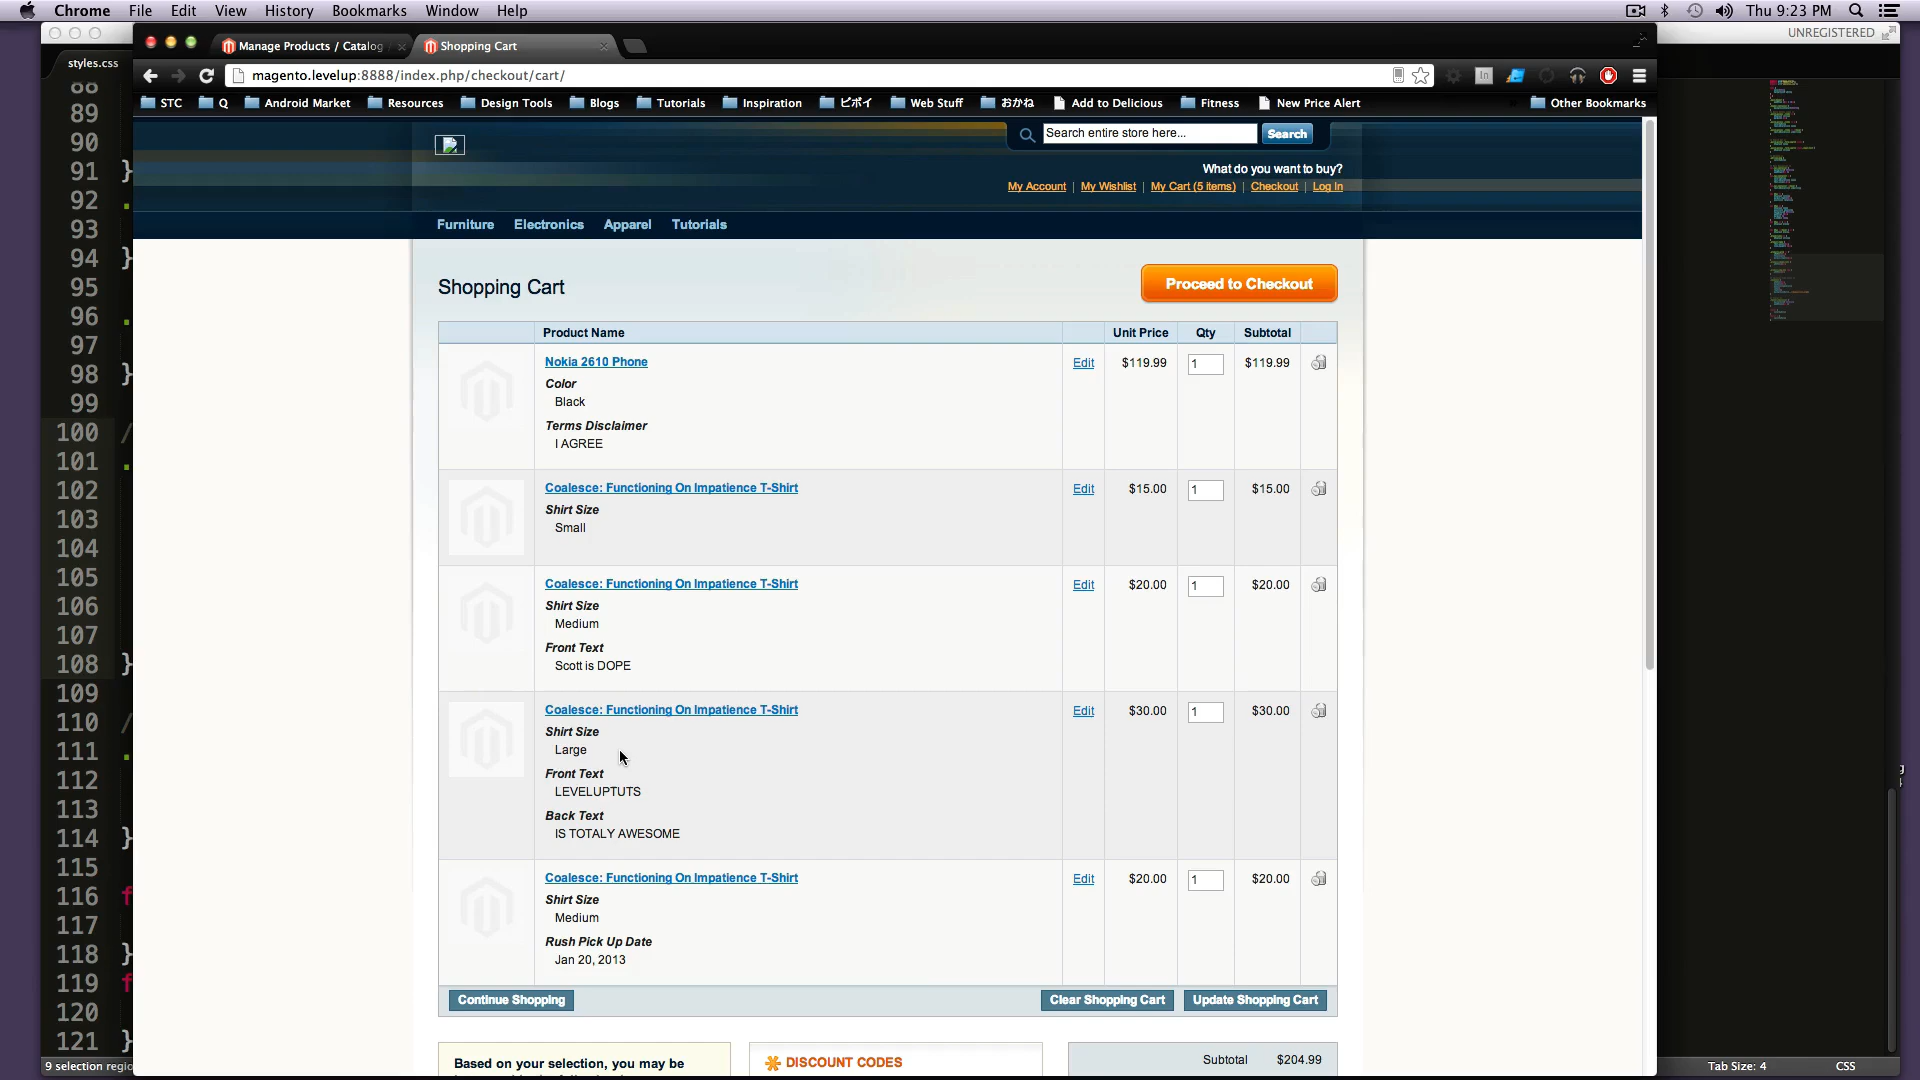 Chrome File Edit View History Bookmarks Window Help Thu 9:23 PM
UNREGISTERED
styles.css
Manage Products / Catalog
Shopping Cart
magento.levelup:8888/index.php/checkout/cart/
STC Q Android Market Resources Design Tools Blogs Tutorials Inspiration ピボイ Web Stuff おかね Add to Delicious Fitness New Price Alert Other Bookmarks
Search entire store here... Search
What do you want to buy?
My Account | My Wishlist | My Cart (5 items) | Checkout | Log In
Furniture Electronics Apparel Tutorials
Shopping Cart
Proceed to Checkout
Product Name Unit Price Qty Subtotal
Nokia 2610 Phone Edit $119.99 1 $119.99
Color
Black
Terms Disclaimer
I AGREE
Coalesce: Functioning On Impatience T-Shirt Edit $15.00 1 $15.00
Shirt Size
Small
Coalesce: Functioning On Impatience T-Shirt Edit $20.00 1 $20.00
Shirt Size
Medium
Front Text
Scott is DOPE
Coalesce: Functioning On Impatience T-Shirt Edit $30.00 1 $30.00
Shirt Size
Large
Front Text
LEVELUPTUTS
Back Text
IS TOTALY AWESOME
Coalesce: Functioning On Impatience T-Shirt Edit $20.00 1 $20.00
Shirt Size
Medium
Rush Pick Up Date
Jan 20, 2013
Continue Shopping Clear Shopping Cart Update Shopping Cart
Based on your selection, you may be
DISCOUNT CODES
Subtotal $204.99
88
89
90
91 }
92 .
93
94 }
95
96 .
97
98 }
99
100 /
101 .
102
103
104
105
106
107
108 }
109
110 /
111 .
112
113
114 }
115
116 f
117
118 }
119 f
120
121 }
9 selection regio
Tab Size: 4 CSS